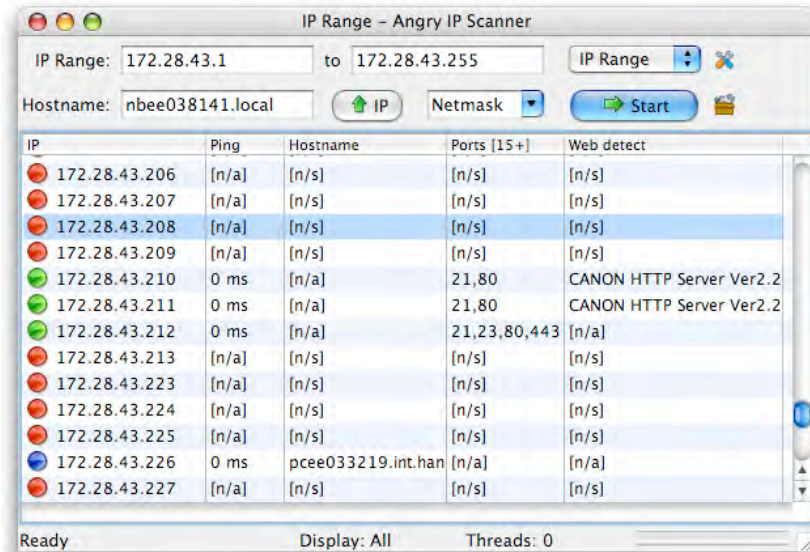 IP Range – Angry IP Scanner
IP Range: 172.28.43.1 to 172.28.43.255 IP Range
Hostname: nbee038141.local IP Netmask Start
IP Ping Hostname Ports [15+] Web detect
172.28.43.206 [n/a] [n/s] [n/s] [n/s]
172.28.43.207 [n/a] [n/s] [n/s] [n/s]
172.28.43.208 [n/a] [n/s] [n/s] [n/s]
172.28.43.209 [n/a] [n/s] [n/s] [n/s]
172.28.43.210 0 ms [n/a] 21,80 CANON HTTP Server Ver2.2
172.28.43.211 0 ms [n/a] 21,80 CANON HTTP Server Ver2.2
172.28.43.212 0 ms [n/a] 21,23,80,443 [n/a]
172.28.43.213 [n/a] [n/s] [n/s] [n/s]
172.28.43.223 [n/a] [n/s] [n/s] [n/s]
172.28.43.224 [n/a] [n/s] [n/s] [n/s]
172.28.43.225 [n/a] [n/s] [n/s] [n/s]
172.28.43.226 0 ms pcee033219.int.han [n/a] [n/a]
172.28.43.227 [n/a] [n/s] [n/s] [n/s]
Ready Display: All Threads: 0